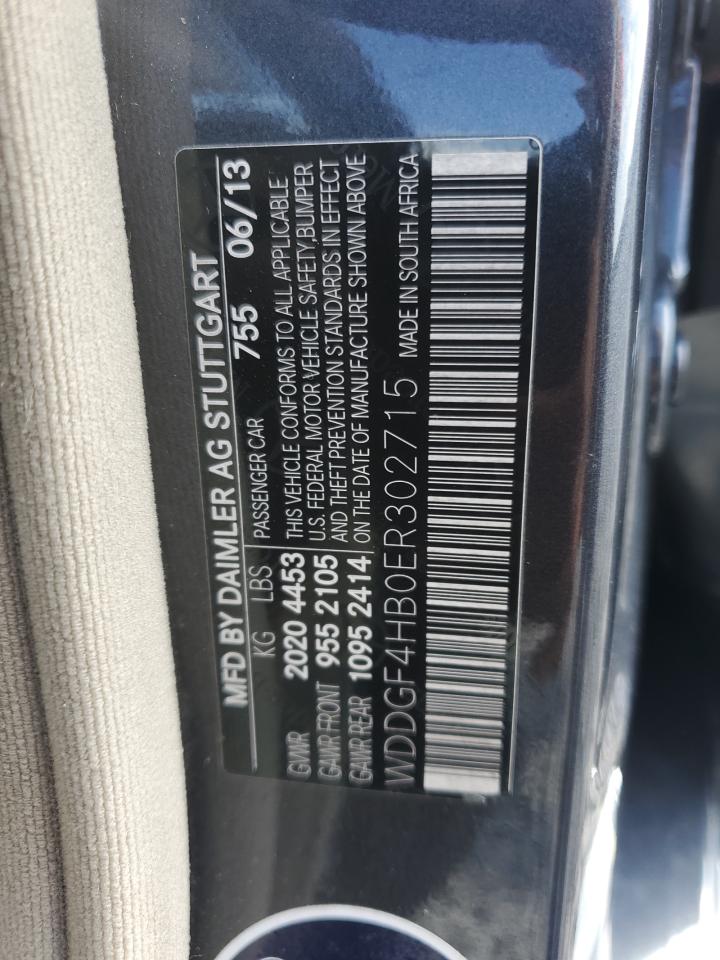 MFD BY DAIMLER AG STUTTGART
KG LBS PASSENGER CAR 755 06/13
GVWR 2020 4453 THIS VEHICLE CONFORMS TO ALL APPLICABLE
U.S. FEDERAL MOTOR VEHICLE SAFETY,BUMPER
GAWR FRONT 955 2105 AND THEFT PREVENTION STANDARDS IN EFFECT
GAWR REAR 1095 2414 ON THE DATE OF MANUFACTURE SHOWN ABOVE
WDDGF4HB0ER302715 MADE IN SOUTH AFRICA